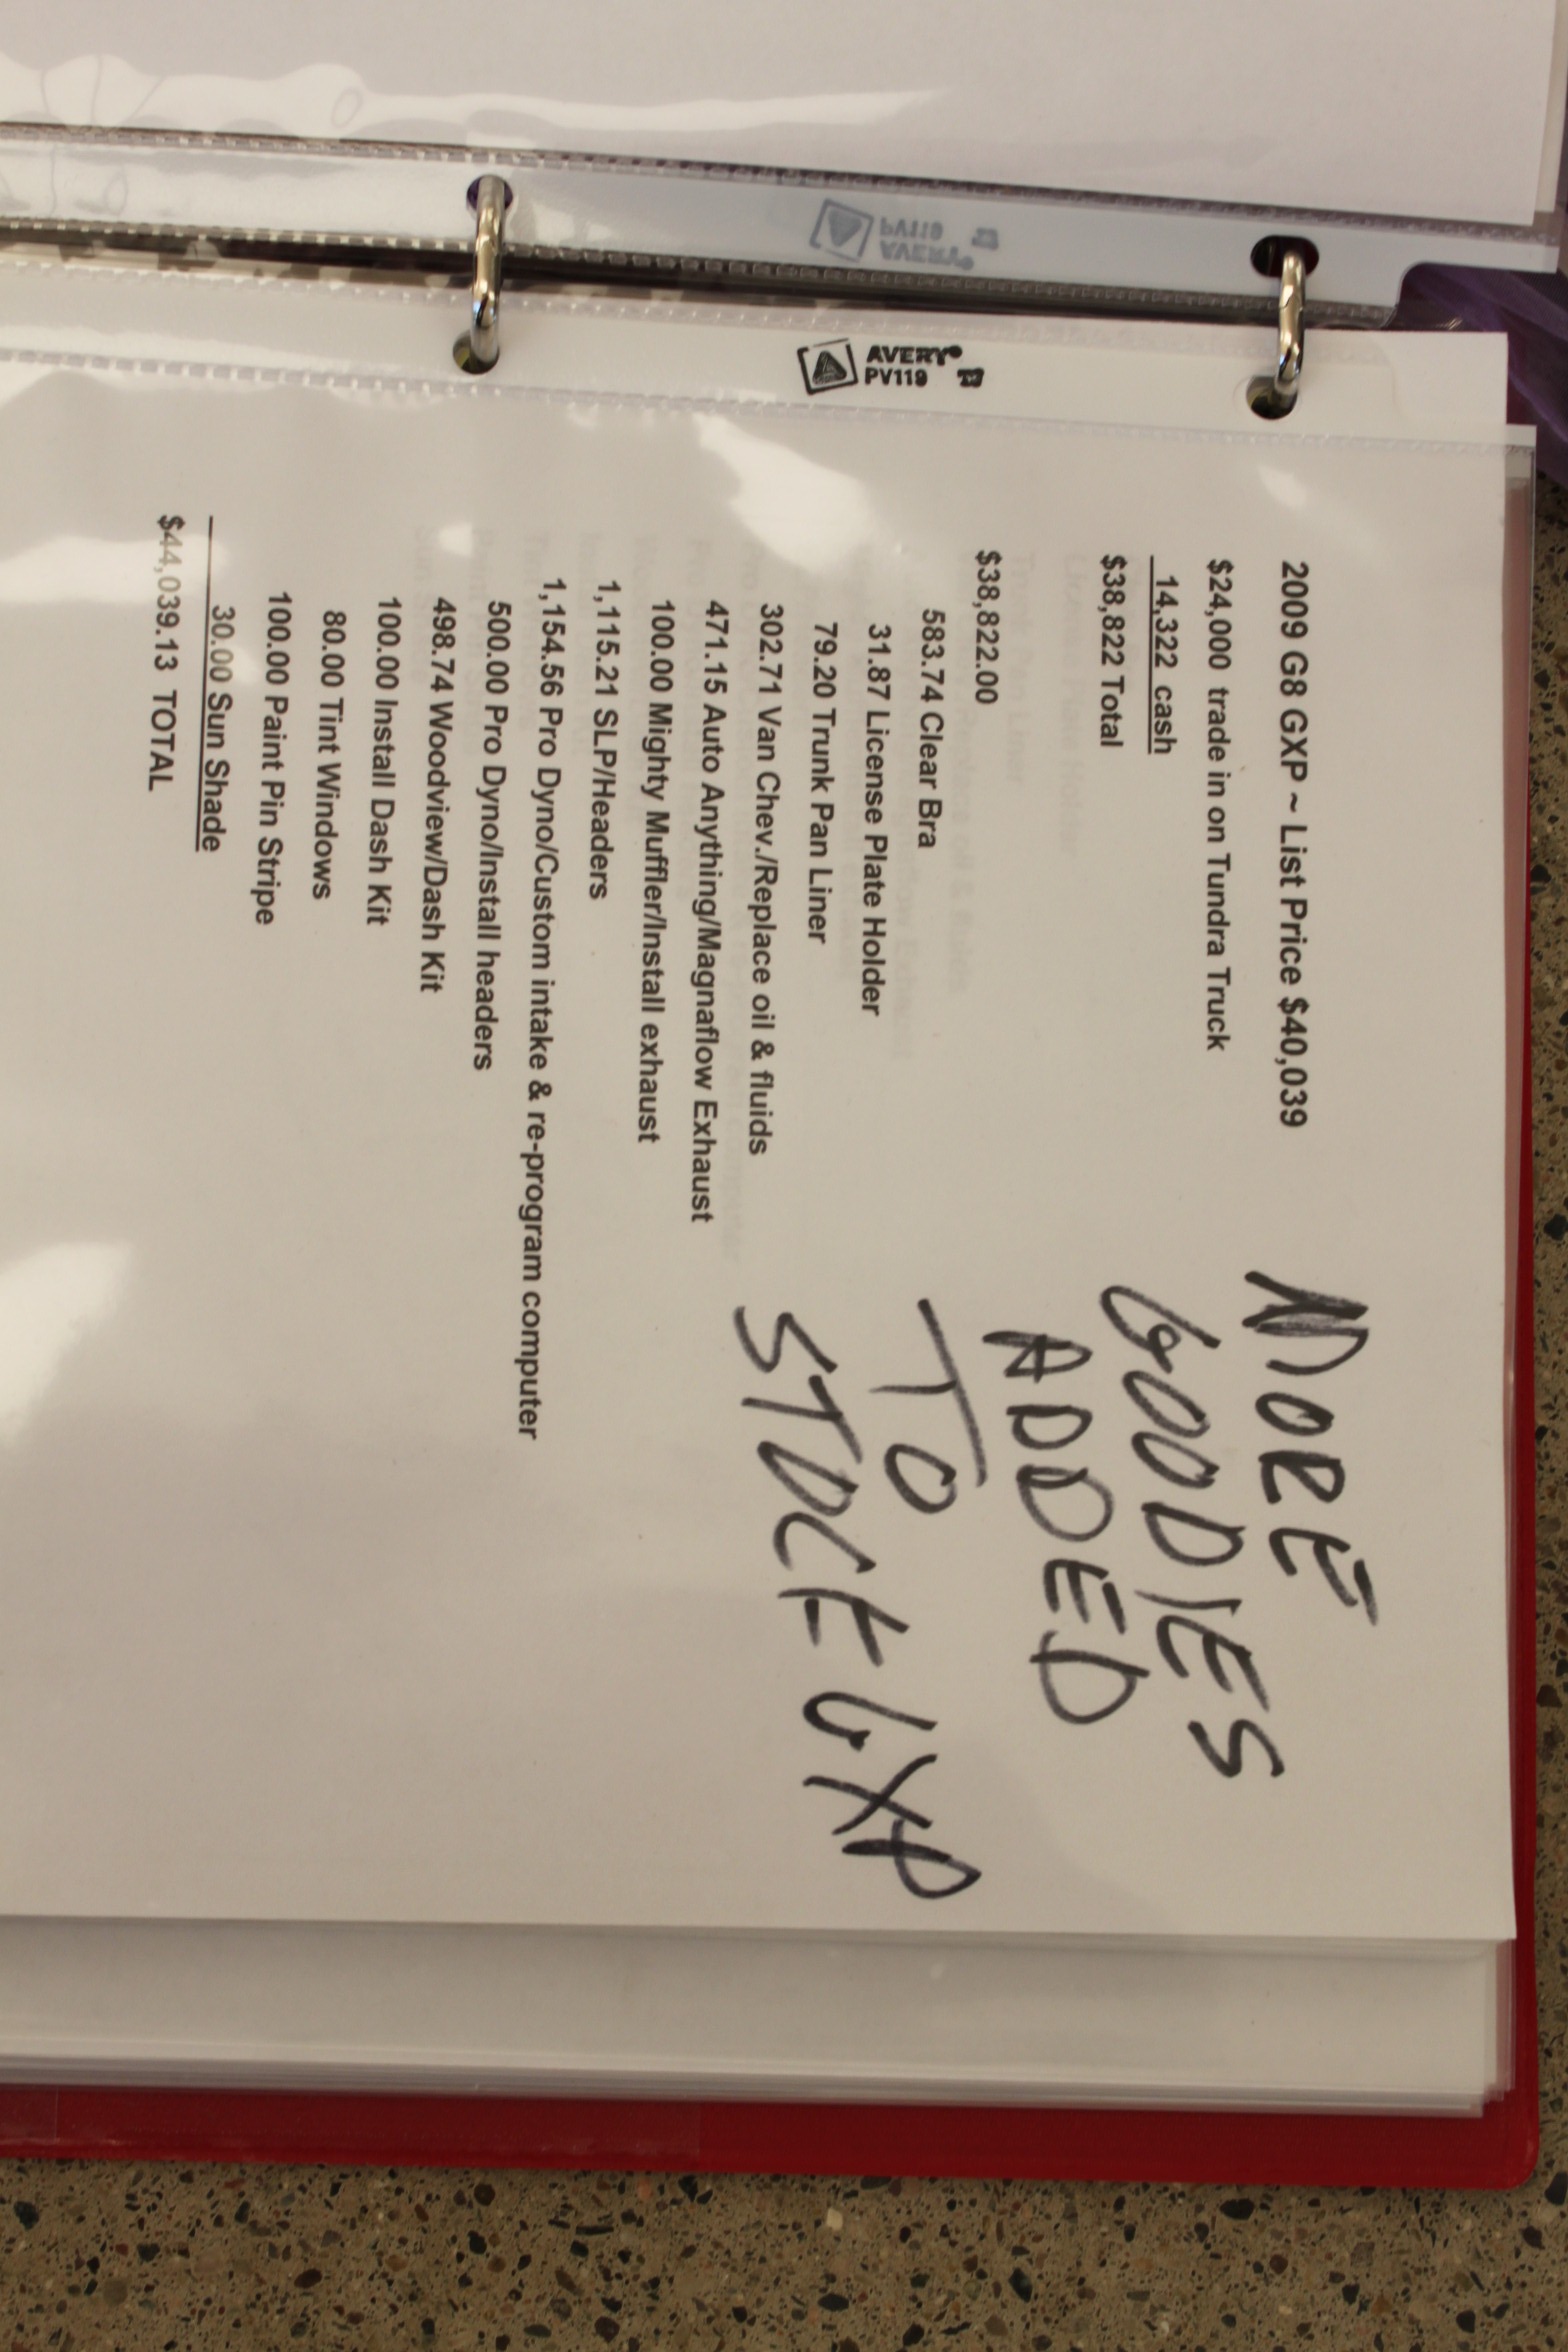 AVERY®
PV119
2009 G8 GXP ~ List Price $40,039
$24,000 trade in on Tundra Truck
14,322 cash
$38,822 Total
$38,822.00
583.74 Clear Bra
31.87 License Plate Holder
79.20 Trunk Pan Liner
302.71 Van Chev./Replace oil & fluids
471.15 Auto Anything/Magnaflow Exhaust
100.00 Mighty Muffler/Install exhaust
1,115.21 SLP/Headers
1,154.56 Pro Dyno/Custom intake & re-program computer
500.00 Pro Dyno/Install headers
498.74 Woodview/Dash Kit
100.00 Install Dash Kit
80.00 Tint Windows
100.00 Paint Pin Stripe
30.00 Sun Shade
$44,039.13 TOTAL
MORE
GOODIES
ADDED
TO
STOCK GXP
AVERY®
PV119